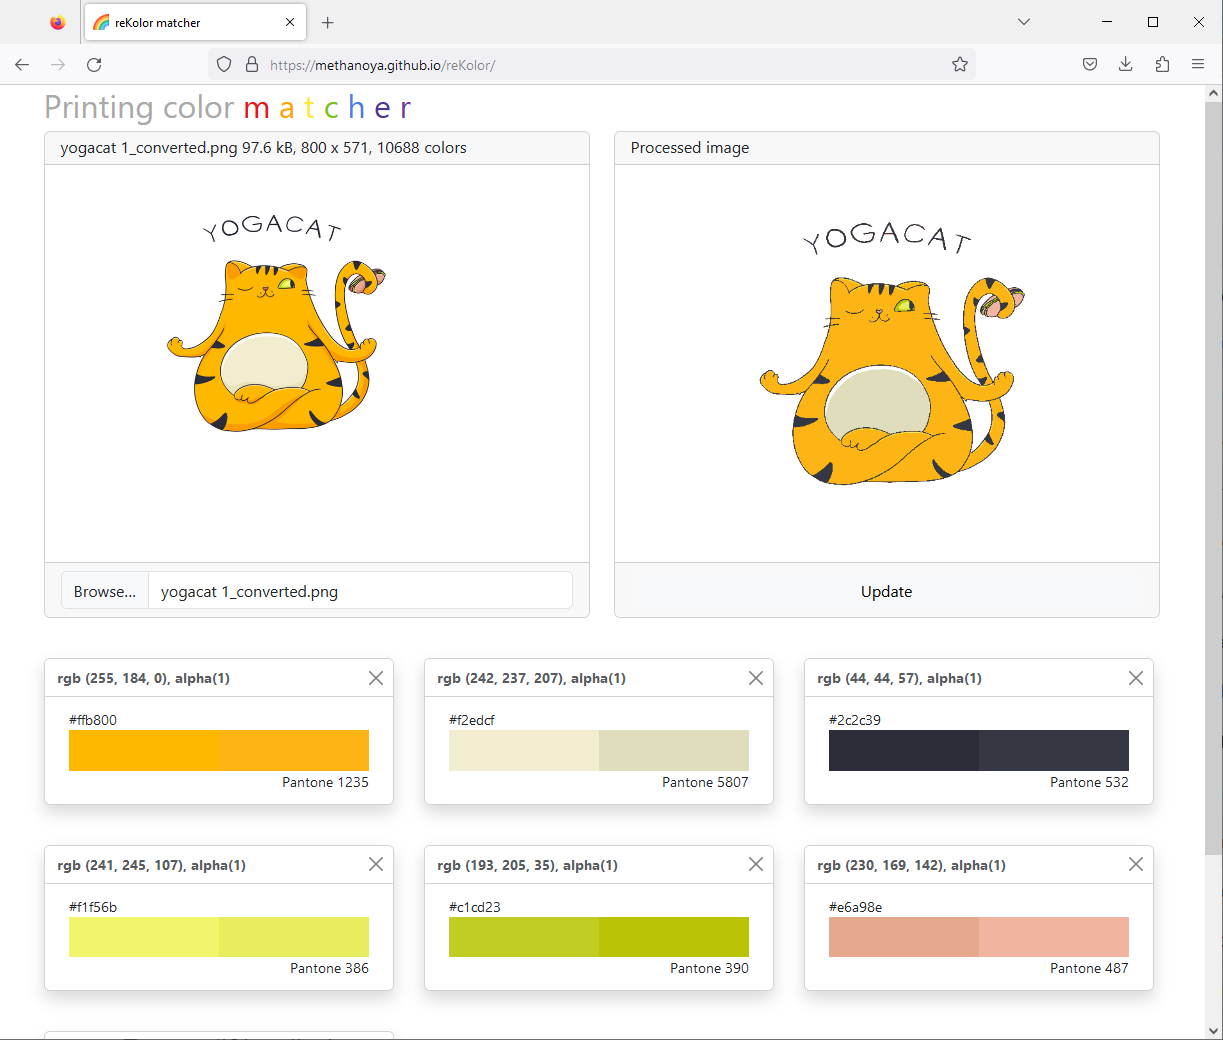 reKolor matcher
https://methanoya.github.io/reKolor/
Printing color m a t c h e r
yogacat 1_converted.png 97.6 kB, 800 x 571, 10688 colors
Processed image
YOGACAT
YOGACAT
Browse... yogacat 1_converted.png
Update
rgb (255, 184, 0), alpha(1)
#ffb800
Pantone 1235
rgb (242, 237, 207), alpha(1)
#f2edcf
Pantone 5807
rgb (44, 44, 57), alpha(1)
#2c2c39
Pantone 532
rgb (241, 245, 107), alpha(1)
#f1f56b
Pantone 386
rgb (193, 205, 35), alpha(1)
#c1cd23
Pantone 390
rgb (230, 169, 142), alpha(1)
#e6a98e
Pantone 487